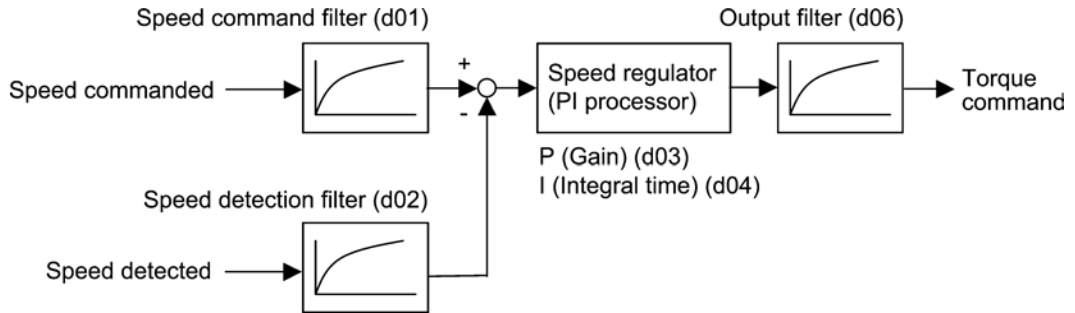 Speed command filter (d01)
Output filter (d06)
Speed commanded
+
-
Speed regulator
(PI processor)
Torque
command
P (Gain) (d03)
I (Integral time) (d04)
Speed detection filter (d02)
Speed detected